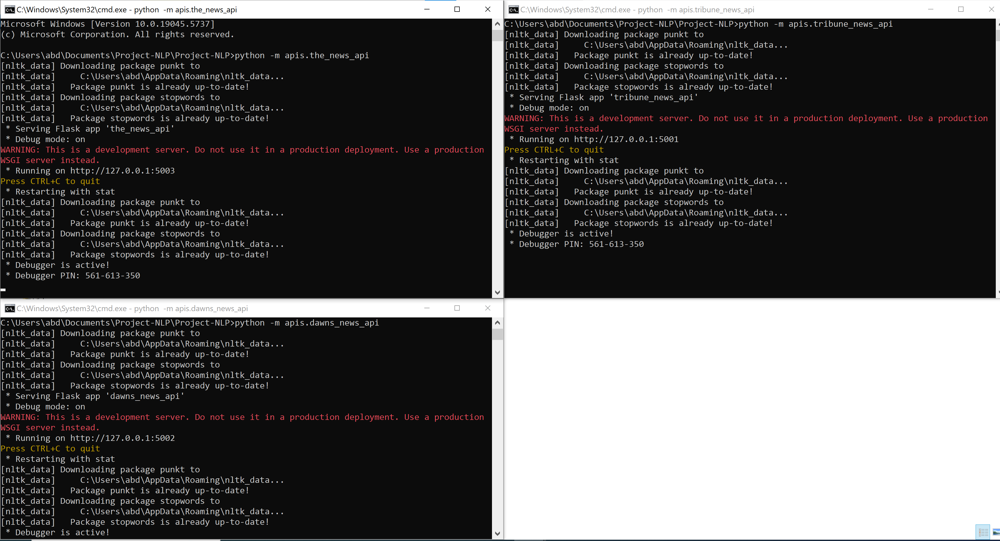 C:\Windows\System32\cmd.exe - python  -m apis.the_news_api
Microsoft Windows [Version 10.0.19045.5737]
(c) Microsoft Corporation. All rights reserved.
C:\Users\abd\Documents\Project-NLP\Project-NLP>python -m apis.the_news_api
[nltk_data] Downloading package punkt to
[nltk_data]     C:\Users\abd\AppData\Roaming\nltk_data...
[nltk_data]   Package punkt is already up-to-date!
[nltk_data] Downloading package stopwords to
[nltk_data]     C:\Users\abd\AppData\Roaming\nltk_data...
[nltk_data]   Package stopwords is already up-to-date!
 * Serving Flask app 'the_news_api'
 * Debug mode: on
WARNING: This is a development server. Do not use it in a production deployment. Use a production
WSGI server instead.
 * Running on http://127.0.0.1:5003
Press CTRL+C to quit
 * Restarting with stat
[nltk_data] Downloading package punkt to
[nltk_data]     C:\Users\abd\AppData\Roaming\nltk_data...
[nltk_data]   Package punkt is already up-to-date!
[nltk_data] Downloading package stopwords to
[nltk_data]     C:\Users\abd\AppData\Roaming\nltk_data...
[nltk_data]   Package stopwords is already up-to-date!
 * Debugger is active!
 * Debugger PIN: 561-613-350
C:\Windows\System32\cmd.exe - python  -m apis.tribune_news_api
C:\Users\abd\Documents\Project-NLP\Project-NLP>python -m apis.tribune_news_api
[nltk_data] Downloading package punkt to
[nltk_data]     C:\Users\abd\AppData\Roaming\nltk_data...
[nltk_data]   Package punkt is already up-to-date!
[nltk_data] Downloading package stopwords to
[nltk_data]     C:\Users\abd\AppData\Roaming\nltk_data...
[nltk_data]   Package stopwords is already up-to-date!
 * Serving Flask app 'tribune_news_api'
 * Debug mode: on
WARNING: This is a development server. Do not use it in a production deployment. Use a production
WSGI server instead.
 * Running on http://127.0.0.1:5001
Press CTRL+C to quit
 * Restarting with stat
[nltk_data] Downloading package punkt to
[nltk_data]     C:\Users\abd\AppData\Roaming\nltk_data...
[nltk_data]   Package punkt is already up-to-date!
[nltk_data] Downloading package stopwords to
[nltk_data]     C:\Users\abd\AppData\Roaming\nltk_data...
[nltk_data]   Package stopwords is already up-to-date!
 * Debugger is active!
 * Debugger PIN: 561-613-350
C:\Windows\System32\cmd.exe - python  -m apis.dawns_news_api
C:\Users\abd\Documents\Project-NLP\Project-NLP>python -m apis.dawns_news_api
[nltk_data] Downloading package punkt to
[nltk_data]     C:\Users\abd\AppData\Roaming\nltk_data...
[nltk_data]   Package punkt is already up-to-date!
[nltk_data] Downloading package stopwords to
[nltk_data]     C:\Users\abd\AppData\Roaming\nltk_data...
[nltk_data]   Package stopwords is already up-to-date!
 * Serving Flask app 'dawns_news_api'
 * Debug mode: on
WARNING: This is a development server. Do not use it in a production deployment. Use a production
WSGI server instead.
 * Running on http://127.0.0.1:5002
Press CTRL+C to quit
 * Restarting with stat
[nltk_data] Downloading package punkt to
[nltk_data]     C:\Users\abd\AppData\Roaming\nltk_data...
[nltk_data]   Package punkt is already up-to-date!
[nltk_data] Downloading package stopwords to
[nltk_data]     C:\Users\abd\AppData\Roaming\nltk_data...
[nltk_data]   Package stopwords is already up-to-date!
 * Debugger is active!